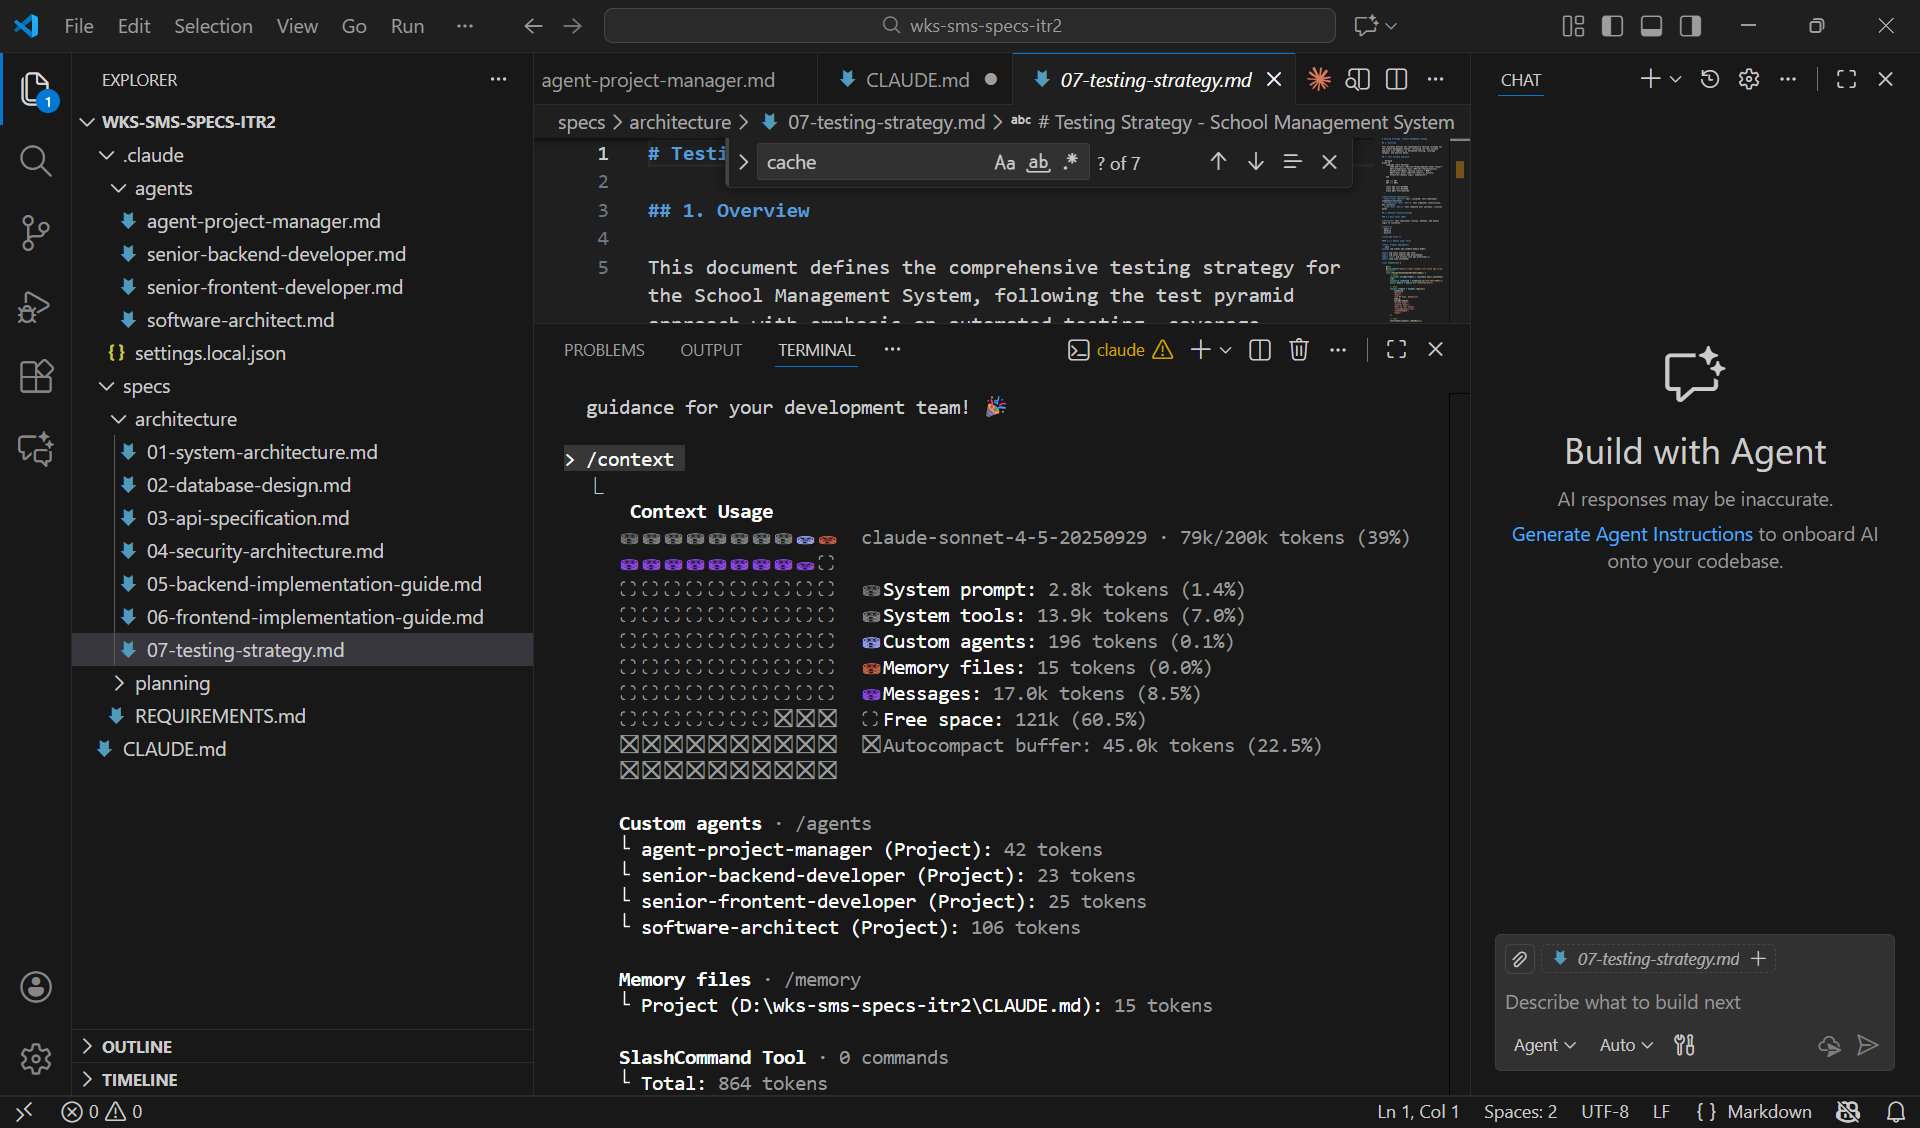 File Edit Selection View Go Run ···
wks-sms-specs-itr2
EXPLORER
1
WKS-SMS-SPECS-ITR2
.claude
agents
agent-project-manager.md
senior-backend-developer.md
senior-frontent-developer.md
software-architect.md
{} settings.local.json
specs
architecture
01-system-architecture.md
02-database-design.md
03-api-specification.md
04-security-architecture.md
05-backend-implementation-guide.md
06-frontend-implementation-guide.md
07-testing-strategy.md
planning
REQUIREMENTS.md
CLAUDE.md
OUTLINE
TIMELINE
agent-project-manager.md
CLAUDE.md
07-testing-strategy.md
specs > architecture > 07-testing-strategy.md > abc # Testing Strategy - School Management System
cache
Aa ab .* ? of 7
1 # Testi
2
3 ## 1. Overview
4
5 This document defines the comprehensive testing strategy for
the School Management System, following the test pyramid
approach with emphasis on automated testing, coverage
PROBLEMS OUTPUT TERMINAL ···
claude
guidance for your development team! 🎉
> /context
Context Usage
claude-sonnet-4-5-20250929 · 79k/200k tokens (39%)
System prompt: 2.8k tokens (1.4%)
System tools: 13.9k tokens (7.0%)
Custom agents: 196 tokens (0.1%)
Memory files: 15 tokens (0.0%)
Messages: 17.0k tokens (8.5%)
Free space: 121k (60.5%)
Autocompact buffer: 45.0k tokens (22.5%)
Custom agents · /agents
└ agent-project-manager (Project): 42 tokens
└ senior-backend-developer (Project): 23 tokens
└ senior-frontent-developer (Project): 25 tokens
└ software-architect (Project): 106 tokens
Memory files · /memory
└ Project (D:\wks-sms-specs-itr2\CLAUDE.md): 15 tokens
SlashCommand Tool · 0 commands
└ Total: 864 tokens
CHAT
Build with Agent
AI responses may be inaccurate.
Generate Agent Instructions to onboard AI
onto your codebase.
07-testing-strategy.md
Describe what to build next
Agent Auto
0 0
Ln 1, Col 1 Spaces: 2 UTF-8 LF {} Markdown